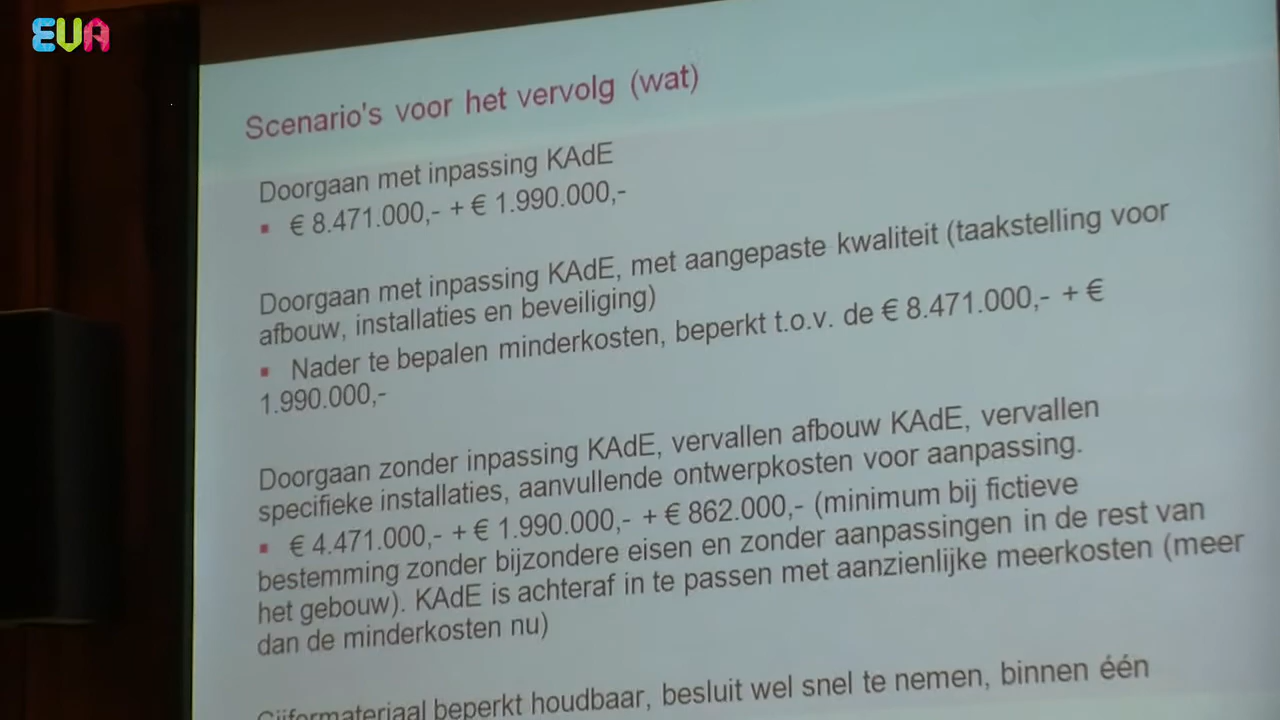 EVA
Scenario's voor het vervolg (wat)
Doorgaan met inpassing KAdE
▪ € 8.471.000,- + € 1.990.000,-
Doorgaan met inpassing KAdE, met aangepaste kwaliteit (taakstelling voor
afbouw, installaties en beveiliging)
▪ Nader te bepalen minderkosten, beperkt t.o.v. de € 8.471.000,- + €
1.990.000,-
Doorgaan zonder inpassing KAdE, vervallen afbouw KAdE, vervallen
specifieke installaties, aanvullende ontwerpkosten voor aanpassing.
▪ € 4.471.000,- + € 1.990.000,- + € 862.000,- (minimum bij fictieve
bestemming zonder bijzondere eisen en zonder aanpassingen in de rest van
het gebouw). KAdE is achteraf in te passen met aanzienlijke meerkosten (meer
dan de minderkosten nu)
Cijfermateriaal beperkt houdbaar, besluit wel snel te nemen, binnen één